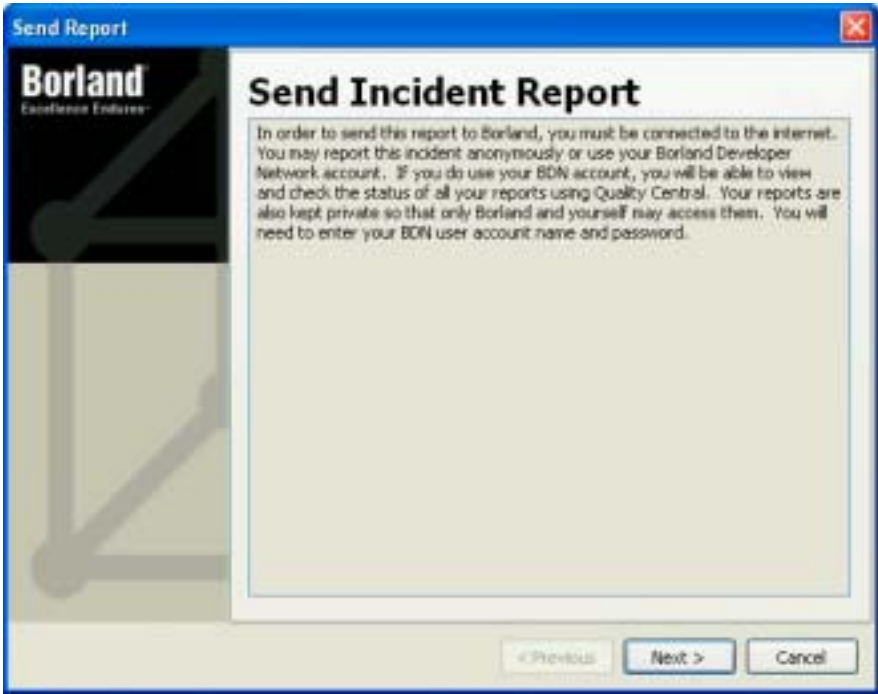 Send Report
Borland
Excellence Endures
Send Incident Report
In order to send this report to Borland, you must be connected to the internet.
You may report this incident anonymously or use your Borland Developer
Network account. If you do use your BDN account, you will be able to view
and check the status of all your reports using Quality Central. Your reports are
also kept private so that only Borland and yourself may access them. You will
need to enter your BDN user account name and password.
< Previous
Next >
Cancel